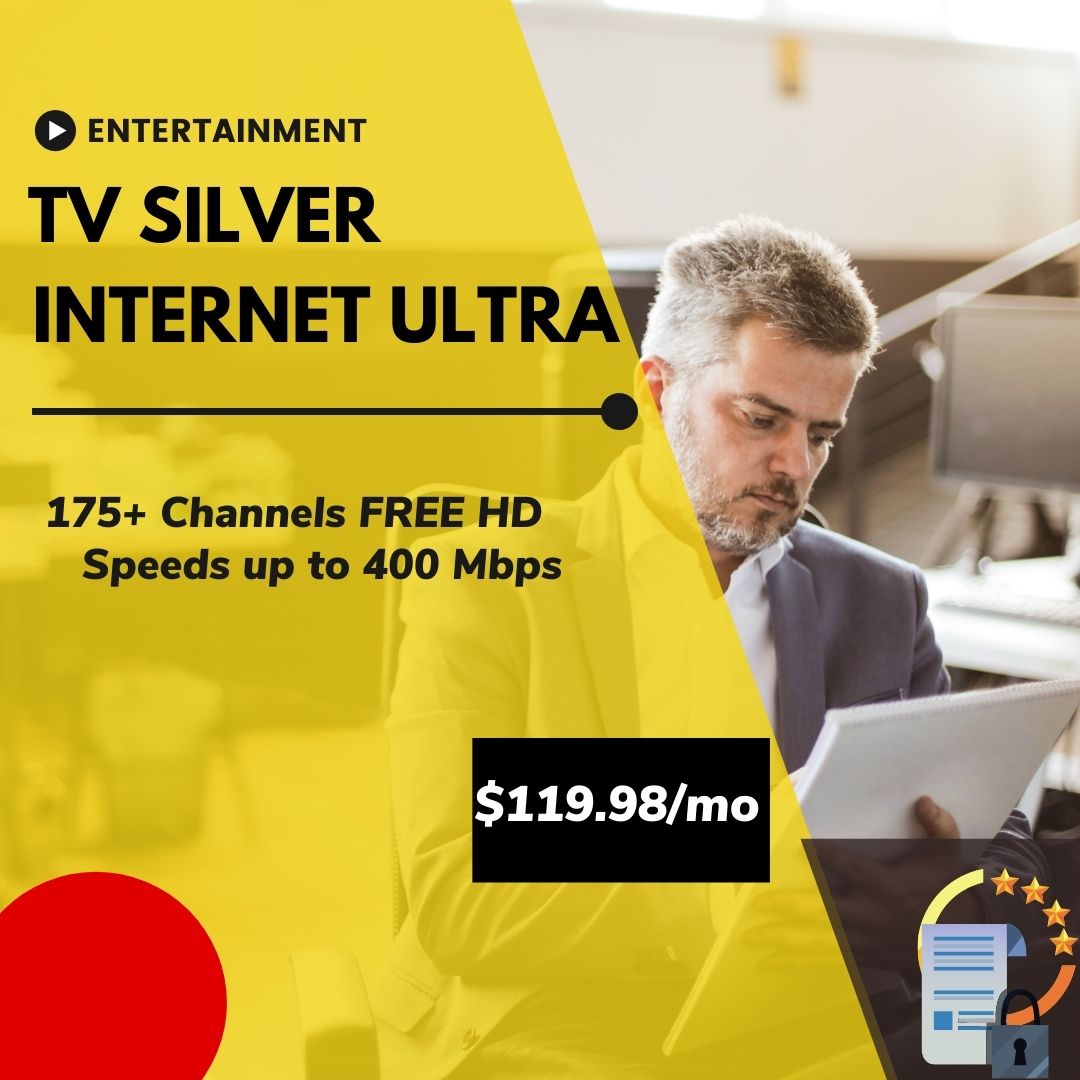 ENTERTAINMENT
TV SILVER
INTERNET ULTRA
175+ Channels FREE HD
Speeds up to 400 Mbps
$119.98/mo